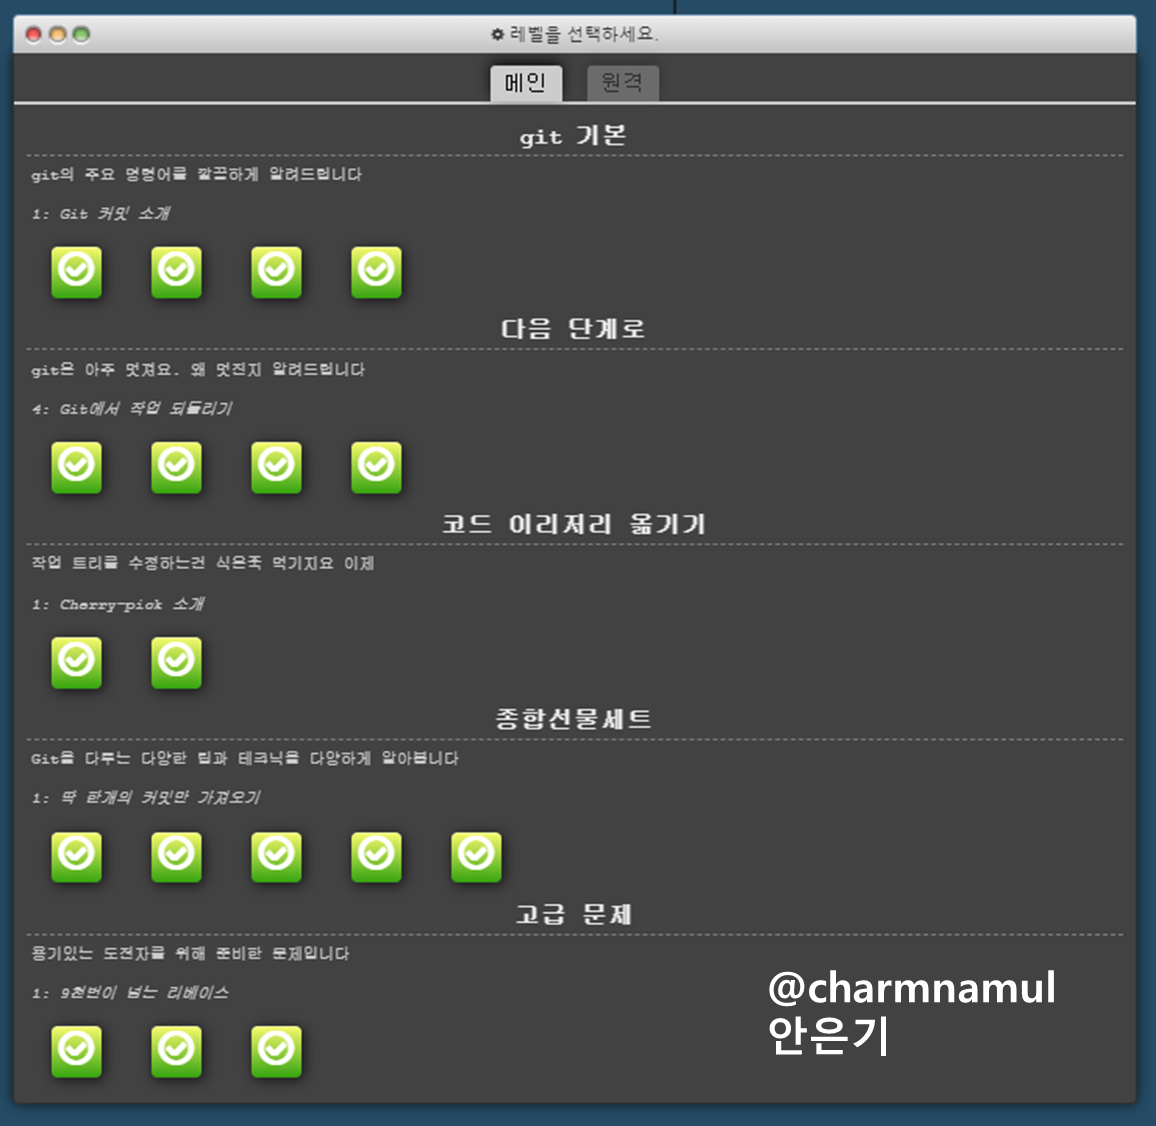 레벨을 선택하세요.
메인 원격
git 기본
git의 주요 명령어를 깔끔하게 알려드립니다
1: Git 커밋 소개
다음 단계로
git은 아주 멋져요. 왜 멋진지 알려드립니다
4: Git에서 작업 되돌리기
코드 이리저리 옮기기
작업 트리를 수정하는건 식은죽 먹기지요 이제
1: Cherry-pick 소개
종합선물세트
Git을 다루는 다양한 팁과 테크닉을 다양하게 알아봅니다
1: 딱 한개의 커밋만 가져오기
고급 문제
용기있는 도전자를 위해 준비한 문제입니다
1: 9천번이 넘는 리베이스
@charmnamul
안은기